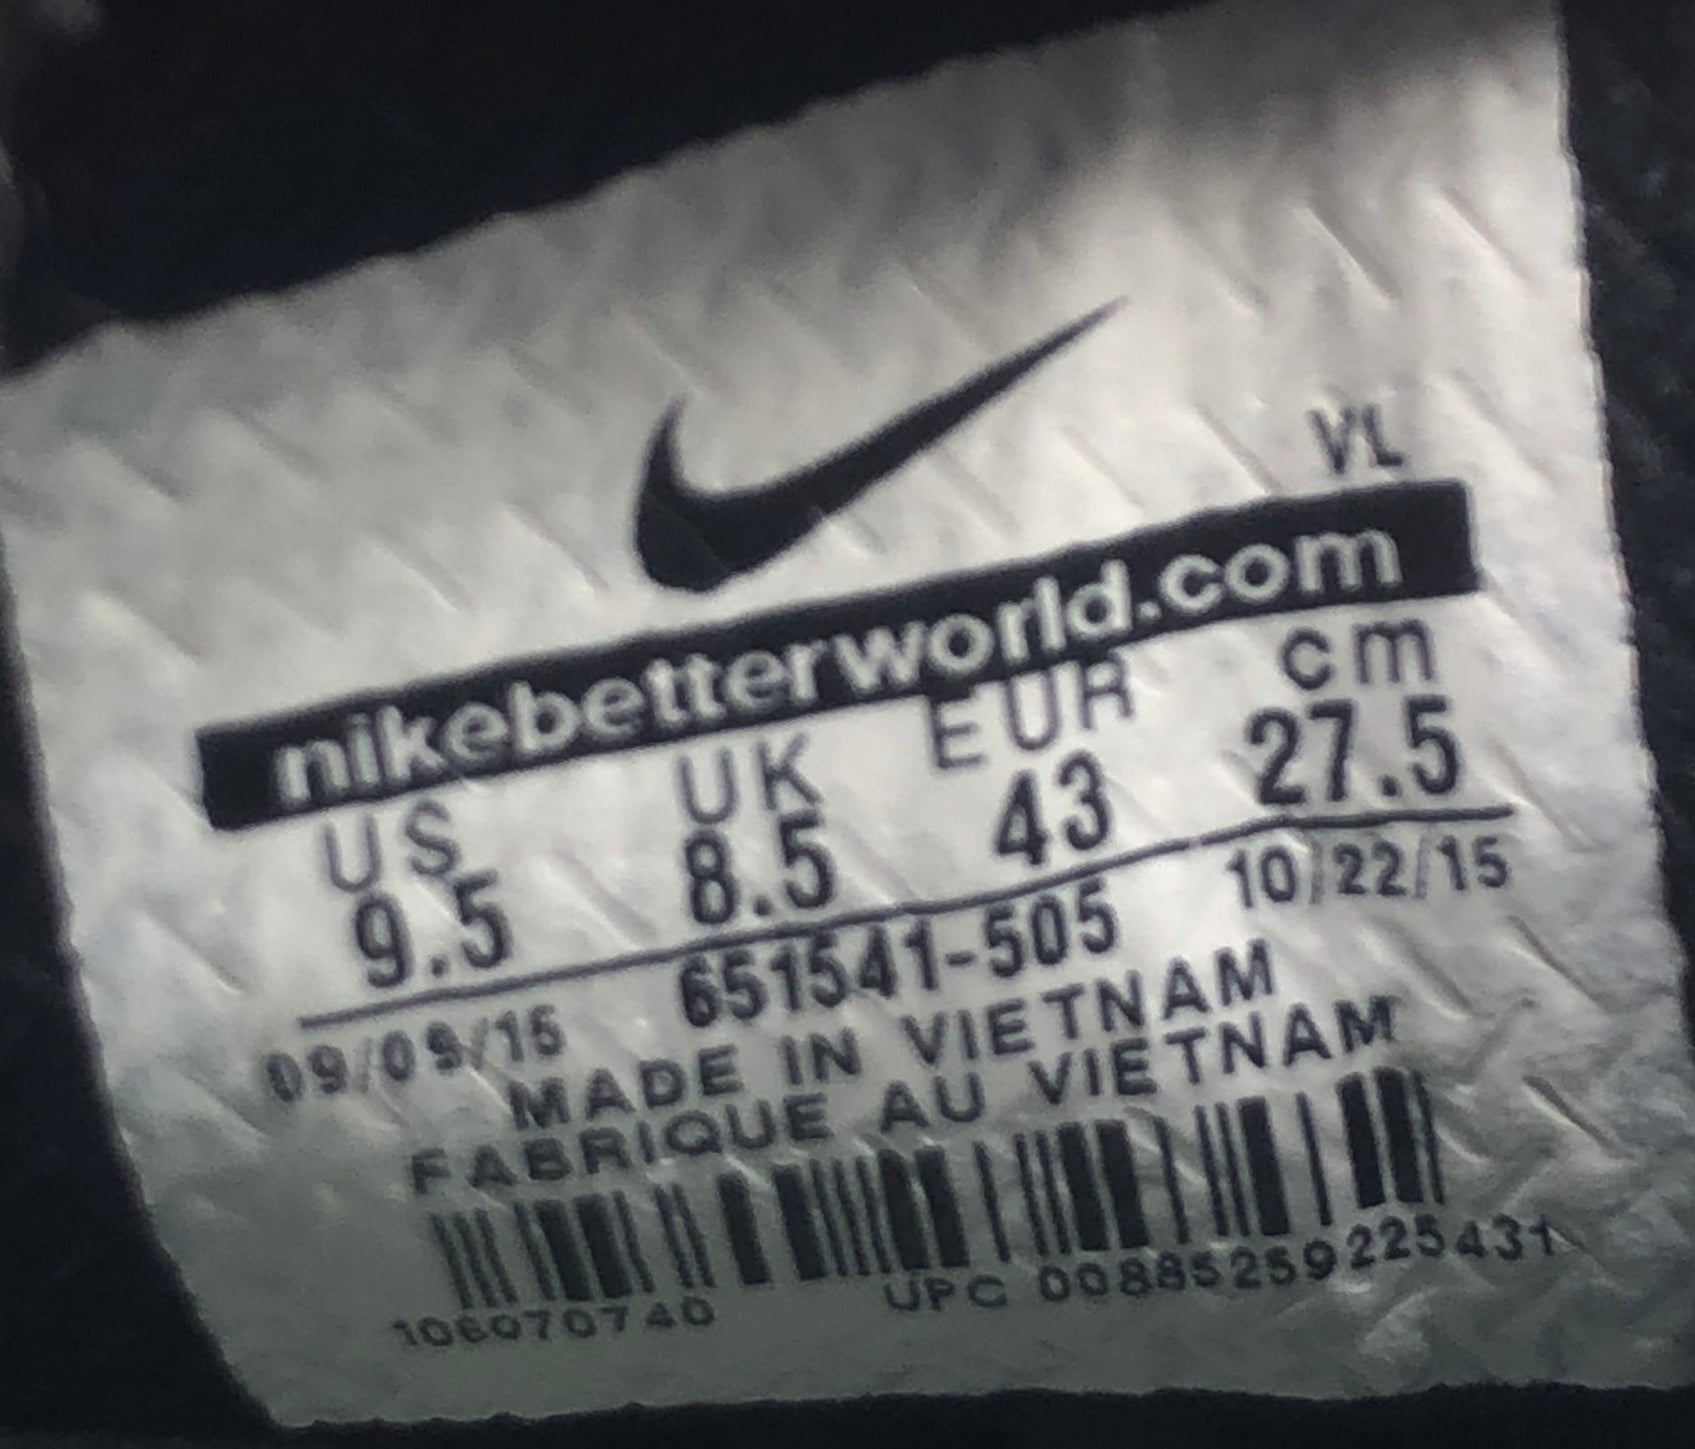 VL
nikebetterworld.com
US UK EUR cm
9.5 8.5 43 27.5
09/09/15 651541-505 10/22/15
MADE IN VIETNAM
FABRIQUE AU VIETNAM
106070740 UPC 00885259225431